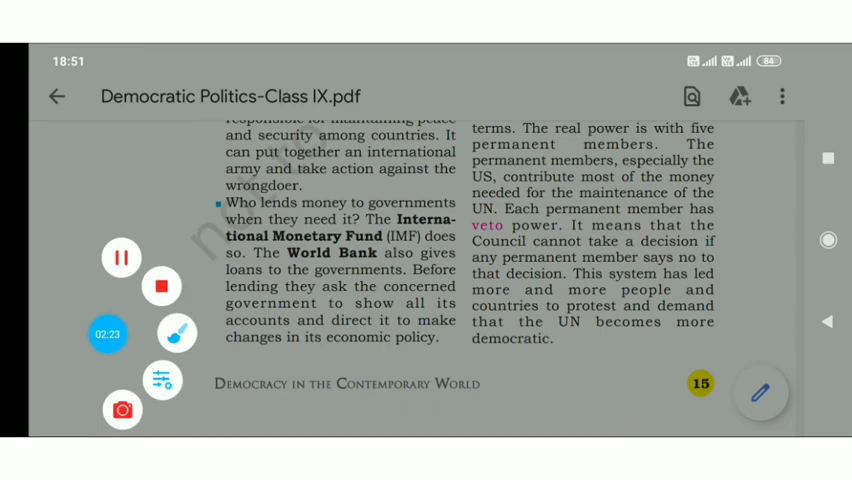 18:51
84
Democratic Politics-Class IX.pdf
responsible for maintaining peace
and security among countries. It
can put together an international
army and take action against the
wrongdoer.
Who lends money to governments
when they need it? The Interna-
tional Monetary Fund (IMF) does
so. The World Bank also gives
loans to the governments. Before
lending they ask the concerned
government to show all its
accounts and direct it to make
changes in its economic policy.
terms. The real power is with five
permanent members. The
permanent members, especially the
US, contribute most of the money
needed for the maintenance of the
UN. Each permanent member has
veto power. It means that the
Council cannot take a decision if
any permanent member says no to
that decision. This system has led
more and more people and
countries to protest and demand
that the UN becomes more
democratic.
not to
02:23
DEMOCRACY IN THE CONTEMPORARY WORLD
15